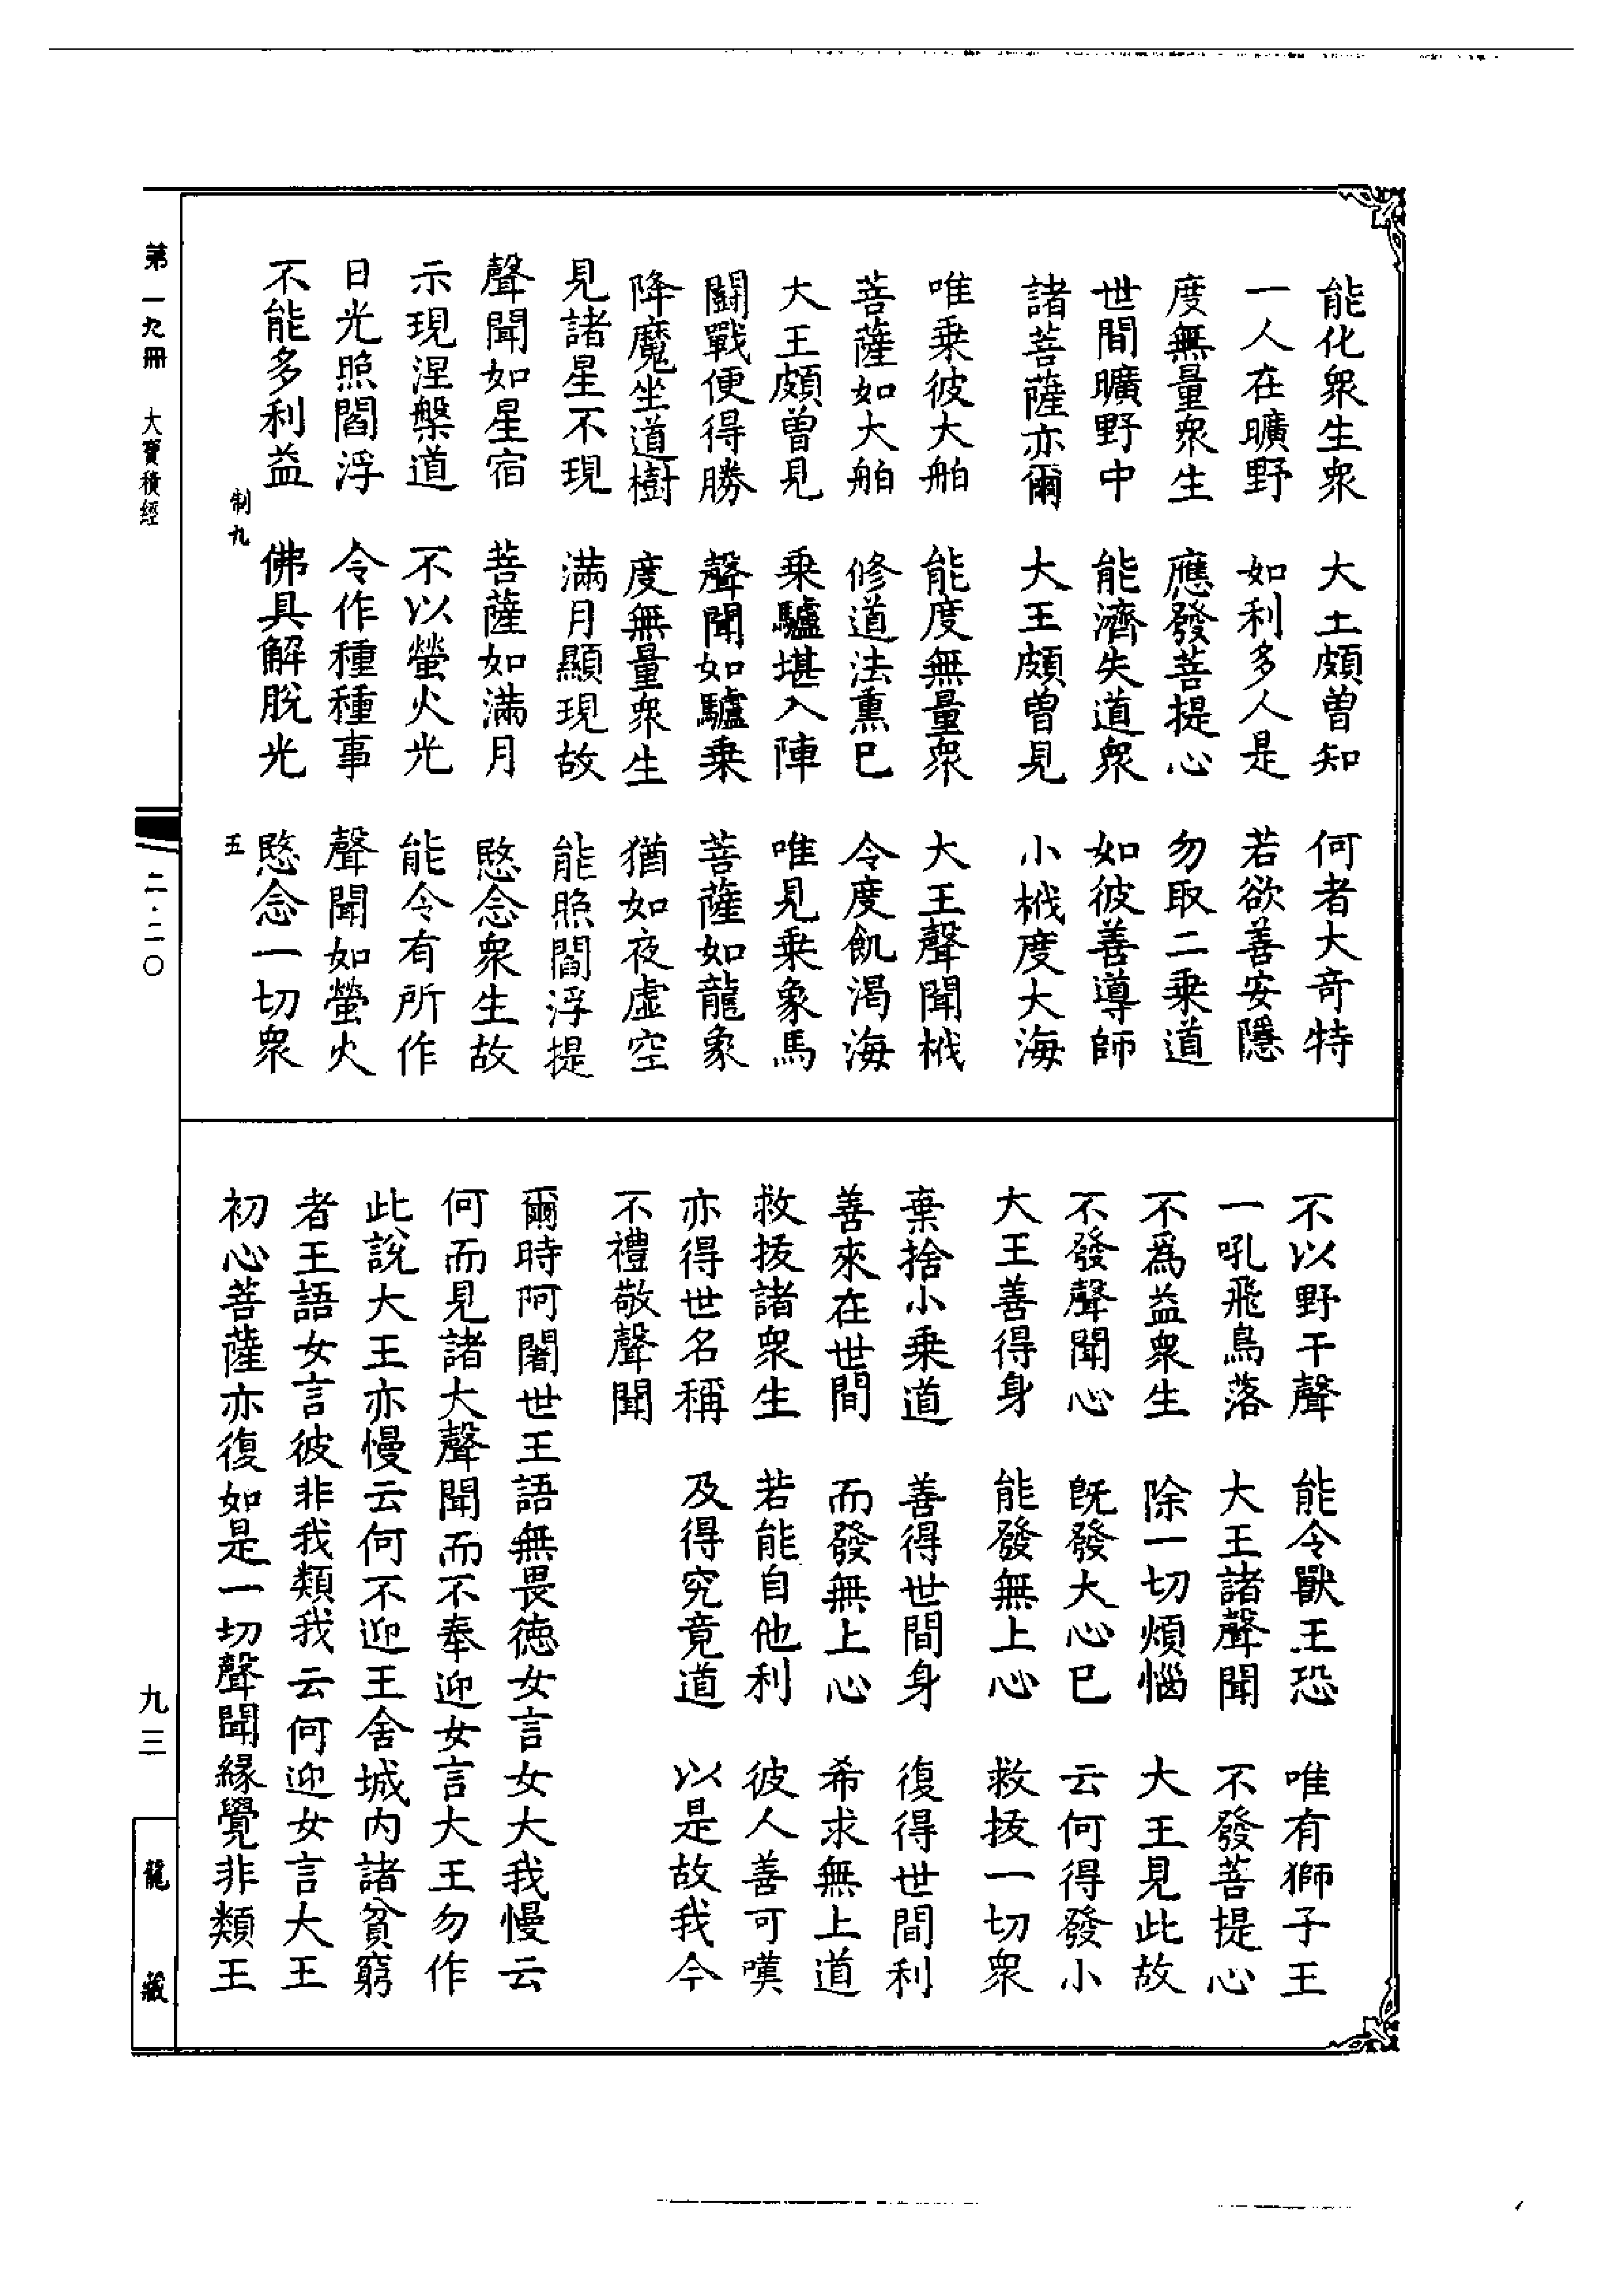 能化衆生衆　大士頗曽知　何者大奇特
一人在曠野　如利多人是　若欲善安隱
度無量衆生　應發菩提心　勿取二乗道
世間曠野中　能濟失道衆　如彼善導師
諸菩薩亦爾　大王頗曽見　小栰度大海
唯乗彼大舶　能度無量衆　大王聲聞栰
菩薩如大舶　修道法熏已　令度飢渴海
大王頗曽見　乗驢堪入陣　唯見乗象馬
鬪戰便得勝　聲聞如驢乗　菩薩如龍象
降魔坐道樹　度無量衆生　猶如夜虛空
見諸星不現　滿月顯現故　能照閻浮提
聲聞如星宿　菩薩如滿月　愍念衆生故
示現涅槃道　不以螢火光　能令有所作
日光照閻浮　令作種種事　聲聞如螢火
不能多利益　佛具解脫光　愍念一切衆
制九　五
不以野干聲　能令獸王恐　唯有獅子王
一吼飛鳥落　大王諸聲聞　不發菩提心
不爲益衆生　除一切煩惱　大王見此故
不發聲聞心　旣發大心已　云何得發小
大王善得身　能發無上心　救拔一切衆
棄捨小乗道　善得世間身　復得世間利
善來在世間　而發無上心　希求無上道
救拔諸衆生　若能自他利　彼人善可嘆
亦得世名稱　及得究竟道　以是故我今
不禮敬聲聞
爾時阿闍世王語無畏徳女言女大我慢云
何而見諸大聲聞而不奉迎女言大王勿作
此說大王亦慢云何不迎王舍城內諸貧窮
者王語女言彼非我類我云何迎女言大王
初心菩薩亦復如是一切聲聞緣覺非類王
第一九冊　大寶積經　二·二〇　九三　龍藏